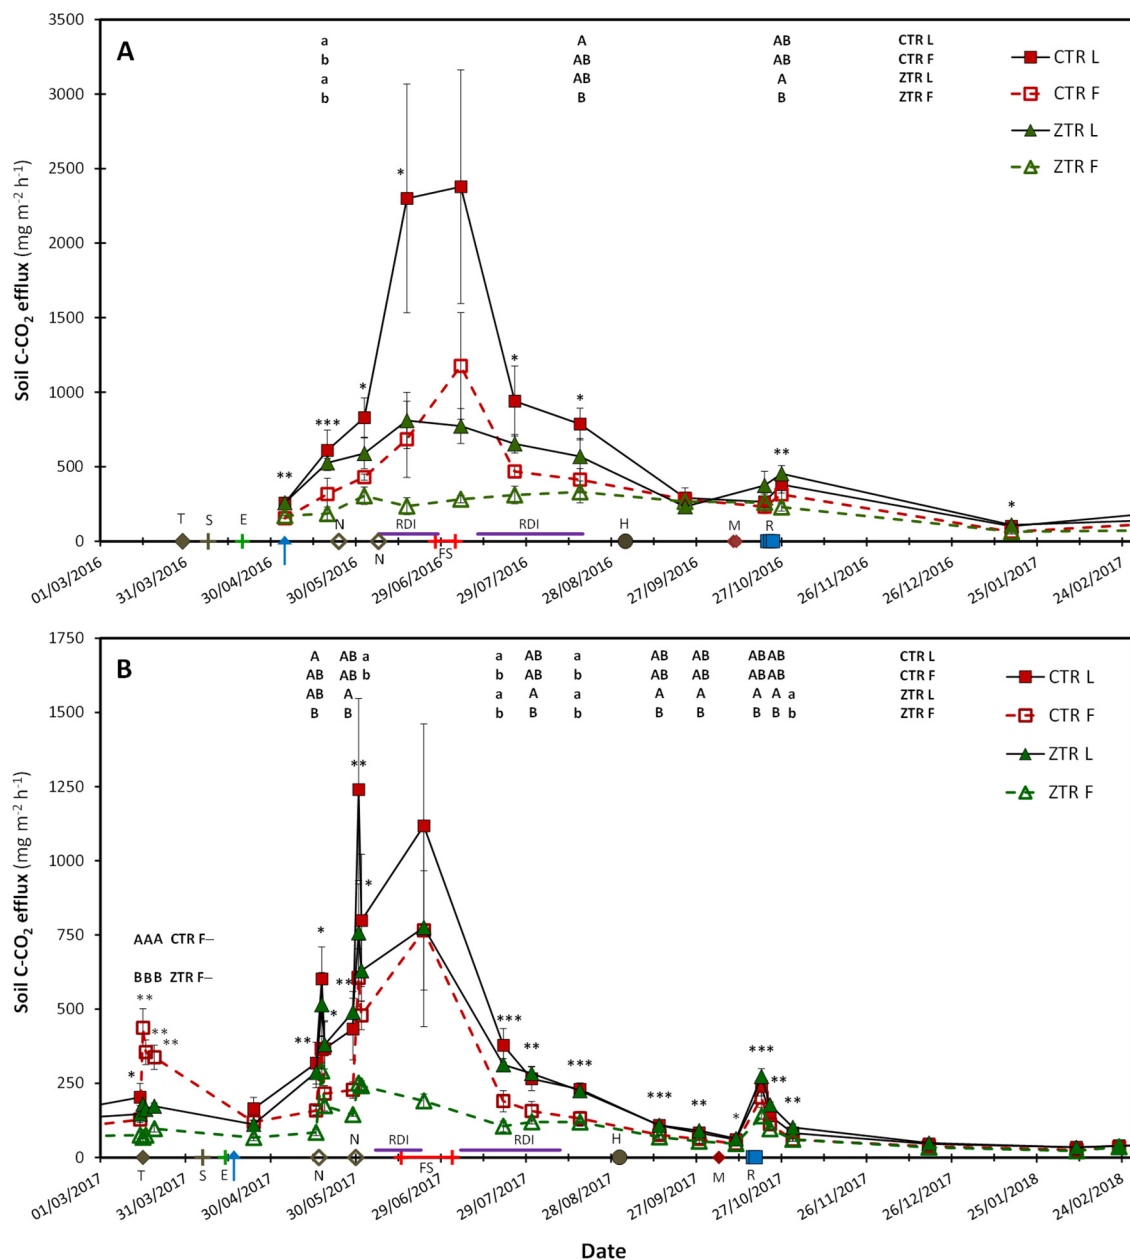 A
3500
3000
2500
2000
1500
1000
500
0
Soil C-CO₂ efflux (mg m⁻² h⁻¹)
a A AB CTR L
b AB AB CTR F
a AB A ZTR L
b B B ZTR F
CTR L
CTR F
ZTR L
ZTR F
** *** * * * * ** *
T S E N RDI RDI H M R
N FS
01/03/2016 31/03/2016 30/04/2016 30/05/2016 29/06/2016 29/07/2016 28/08/2016 27/09/2016 27/10/2016 26/11/2016 26/12/2016 25/01/2017 24/02/2017
B
1750
1500
1250
1000
750
500
250
0
Soil C-CO₂ efflux (mg m⁻² h⁻¹)
A AB a a AB a AB AB AB AB CTR L
AB AB b b AB b AB AB AB AB CTR F
AB A a A a A A A A a ZTR L
B B b B b B B B B b ZTR F
CTR L
CTR F
ZTR L
ZTR F
AAA CTR F---
BBB ZTR F---
* ** ** ** ** * * ** ** * *** ** *** *** ** * *** ** **
T S E N N RDI FS RDI H M R
01/03/2017 31/03/2017 30/04/2017 30/05/2017 29/06/2017 29/07/2017 28/08/2017 27/09/2017 27/10/2017 26/11/2017 26/12/2017 25/01/2018 24/02/2018
Date